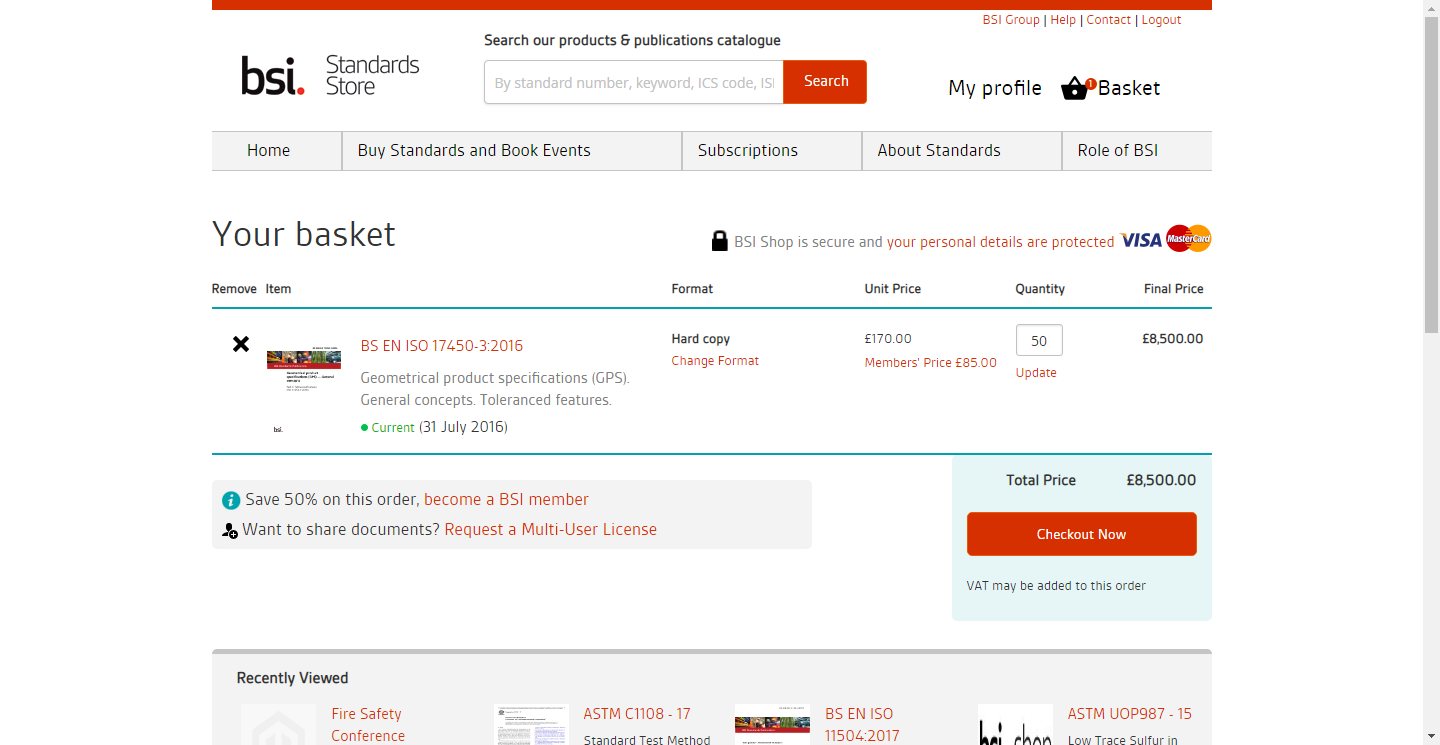 BSI Group | Help | Contact | Logout
Search our products & publications catalogue
bsi. Standards Store
By standard number, keyword, ICS code, ISI
Search
My profile
1
Basket
Home
Buy Standards and Book Events
Subscriptions
About Standards
Role of BSI
Your basket
BSI Shop is secure and your personal details are protected
VISA MasterCard
Remove Item Format Unit Price Quantity Final Price
BS EN ISO 17450-3:2016
Geometrical product specifications (GPS).
General concepts. Toleranced features.
Current (31 July 2016)
bsi.
Hard copy
Change Format
£170.00
Members' Price £85.00
50
Update
£8,500.00
Total Price £8,500.00
Checkout Now
VAT may be added to this order
Save 50% on this order, become a BSI member
Want to share documents? Request a Multi-User License
Recently Viewed
Fire Safety
Conference
ASTM C1108 - 17
Standard Test Method
BS EN ISO
11504:2017
bsi shop
ASTM UOP987 - 15
Low Trace Sulfur in